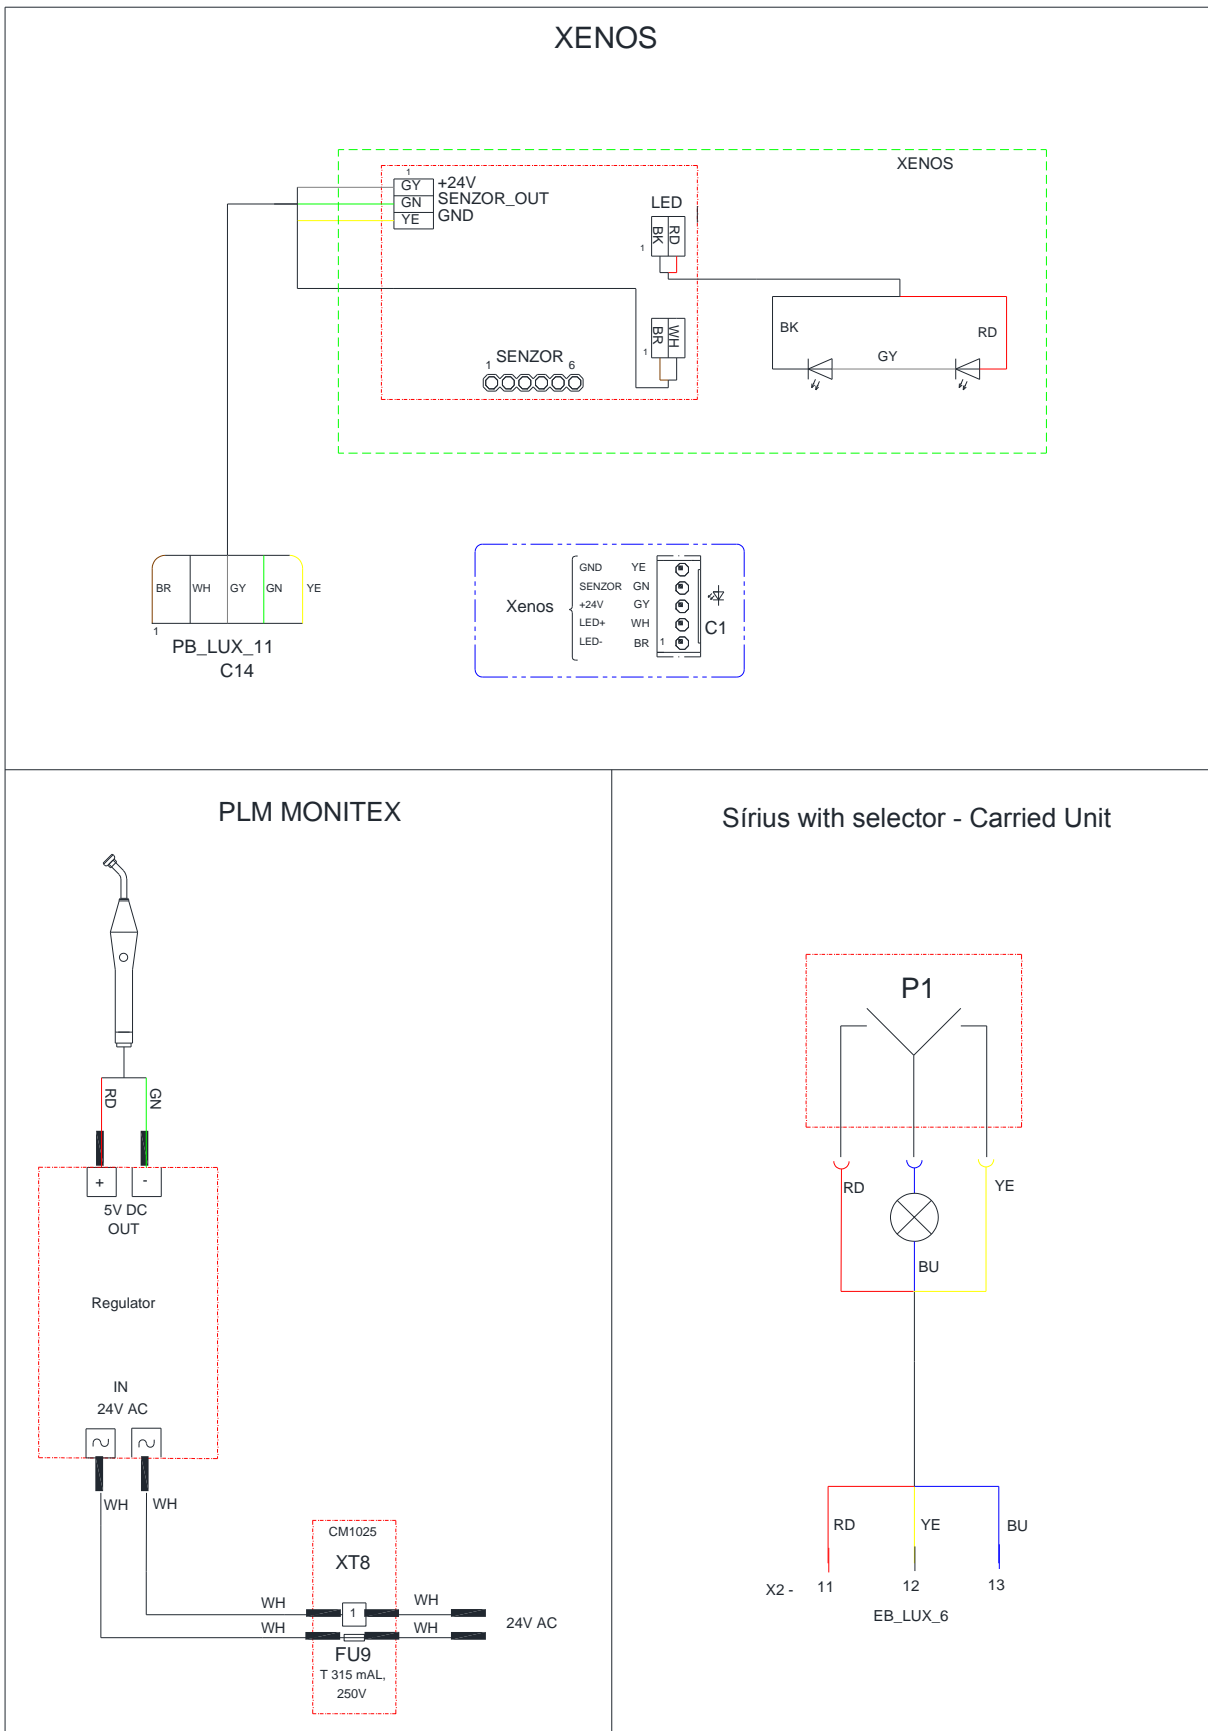 XENOS
XENOS
1
GY +24V
GN SENZOR_OUT
YE GND
LED
1 BK RD
BK
RD
GY
1 BR WH
SENZOR
1 6
BR WH GY GN YE
1
PB_LUX_11
C14
Xenos
GND YE
SENZOR GN
+24V GY
LED+ WH
LED- BR 1
C1
PLM MONITEX
RD GN
+ -
5V DC
OUT
Regulator
IN
24V AC
WH WH
CM1025
XT8
WH 1 WH
WH WH
24V AC
FU9
T 315 mAL,
250V
Sírius with selector - Carried Unit
P1
RD YE
BU
RD YE BU
X2 - 11 12 13
EB_LUX_6